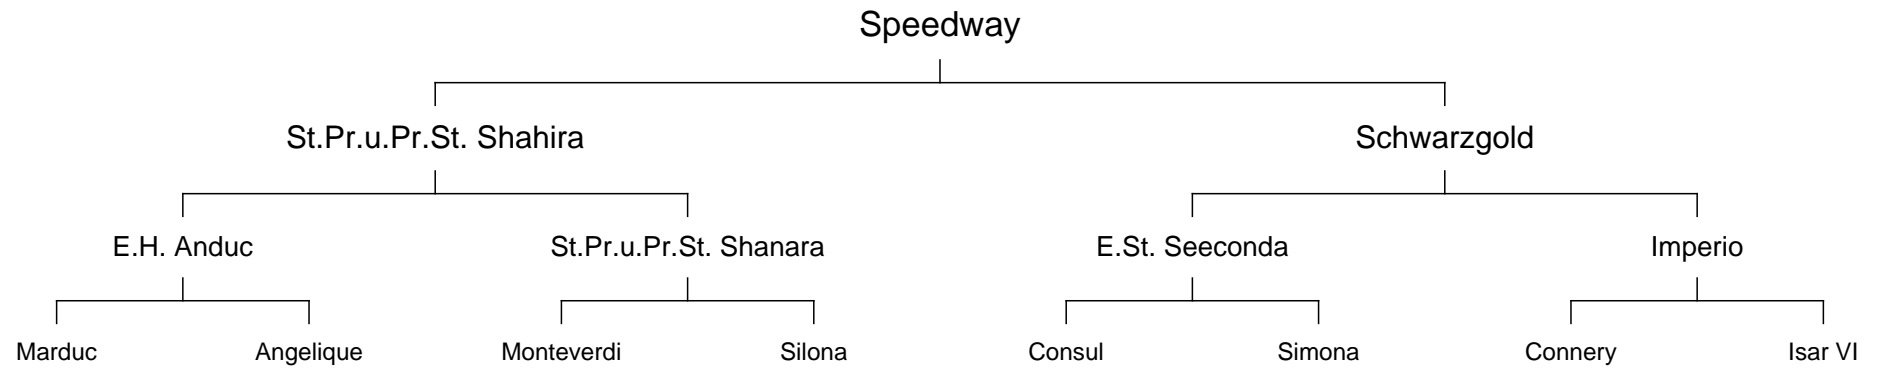 Speedway
St.Pr.u.Pr.St. Shahira
Schwarzgold
E.H. Anduc
St.Pr.u.Pr.St. Shanara
E.St. Seeconda
Imperio
Marduc
Angelique
Monteverdi
Silona
Consul
Simona
Connery
Isar VI